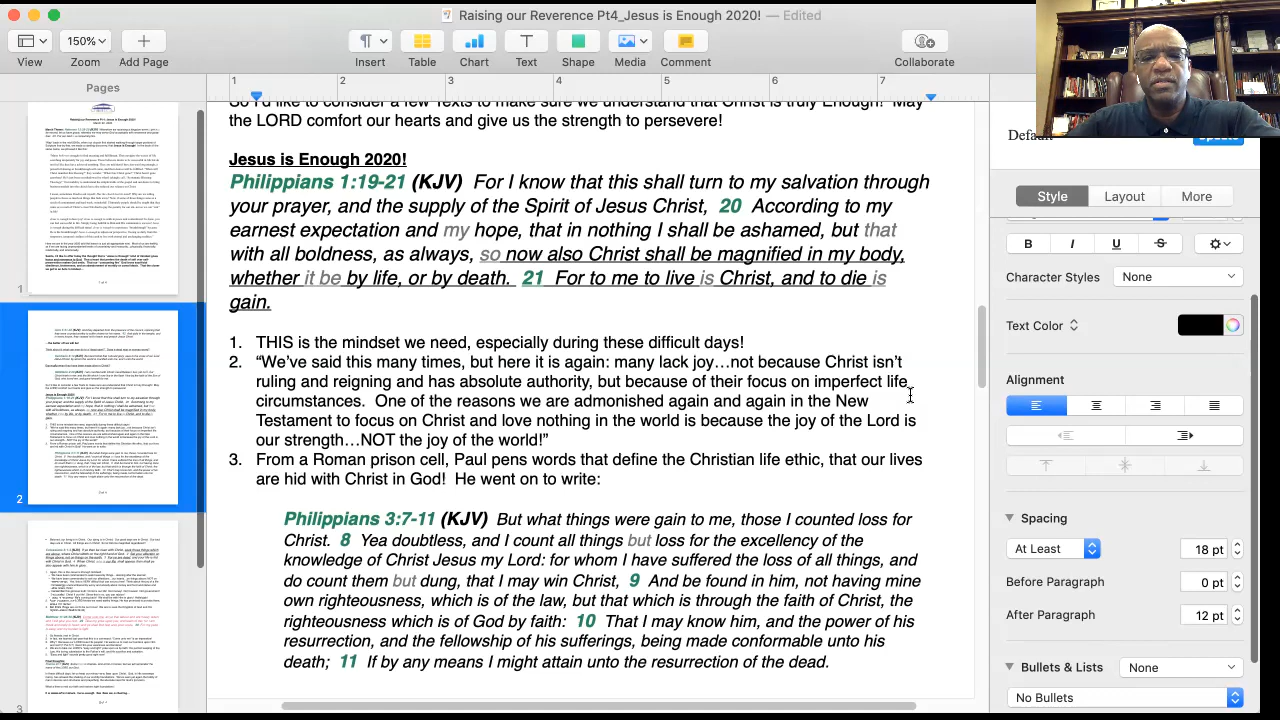 Raising our Reverence Pt4_Jesus is Enough 2020! — Edited
View
150%
Zoom
Add Page
Insert
Table
Chart
Text
Shape
Media
Comment
Collaborate
Pages
1 2 3 4 5 6 7
So I'd like to consider a few Texts to make sure we understand that Christ is truly Enough! May
the LORD comfort our hearts and give us the strength to persevere!
Jesus is Enough 2020!
Philippians 1:19-21 (KJV) For I know that this shall turn to my salvation through
your prayer, and the supply of the Spirit of Jesus Christ, 20 According to my
earnest expectation and my hope, that in nothing I shall be ashamed, but that
with all boldness, as always, so now also Christ shall be magnified in my body,
whether it be by life, or by death. 21 For to me to live is Christ, and to die is
gain.
1. THIS is the mindset we need, especially during these difficult days!
2. “We’ve said this many times, but here it is again: many lack joy…not because Christ isn’t
ruling and reigning and has absolute authority, but because of their focus on imperfect life
circumstances. One of the reasons we are admonished again and again in the New
Testament to focus on Christ and love nothing in the world is because the joy of the Lord is
our strength…NOT the joy of the world!”
3 From a Roman prison cell, Paul pens words that define the Christian life and that our lives
are hid with Christ in God! He went on to write:
Philippians 3:7-11 (KJV) But what things were gain to me, those I counted loss for
Christ. 8 Yea doubtless, and I count all things but loss for the excellency of the
knowledge of Christ Jesus my Lord: for whom I have suffered the loss of all things, and
do count them but dung, that I may win Christ, 9 And be found in him, not having mine
own righteousness, which is of the law, but that which is through the faith of Christ, the
righteousness which is of God by faith: 10 That I may know him, and the power of his
resurrection, and the fellowship of his sufferings, being made conformable unto his
death; 11 If by any means I might attain unto the resurrection of the dead.
1
2
3
Default
Style
Layout
More
B I U S
Character Styles
None
Text Color
Alignment
Spacing
At Least
18 pt
Before Paragraph
0 pt
After Paragraph
12 pt
Bullets & Lists
None
No Bullets